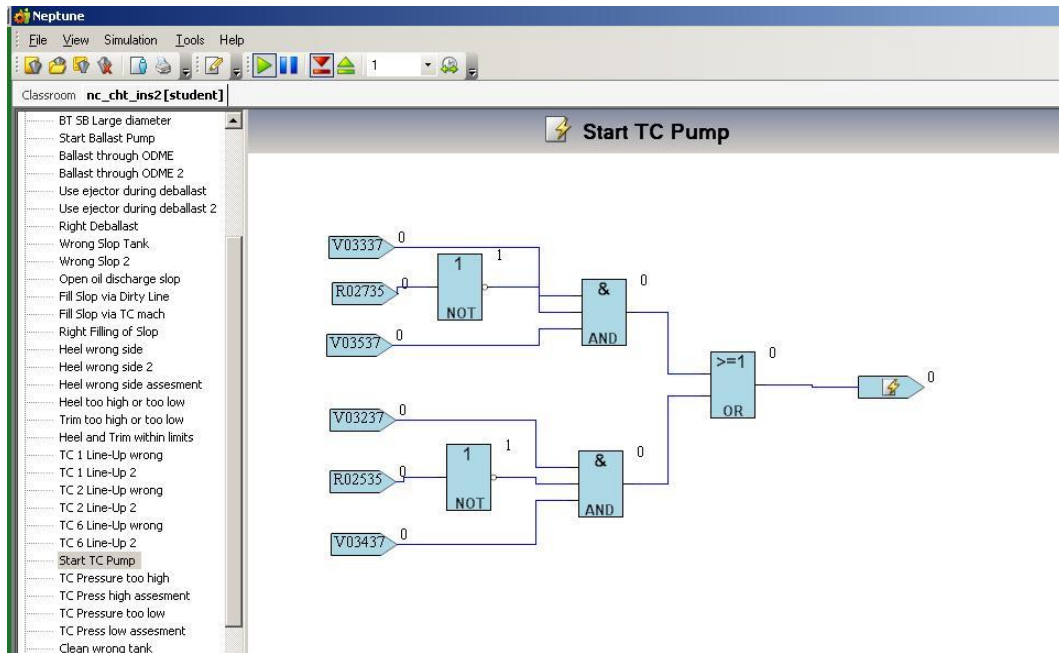 Neptune
File View Simulation Tools Help
1
Classroom nc_cht_ins2[student]
BT SB Large diameter
Start Ballast Pump
Ballast through ODME
Ballast through ODME 2
Use ejector during deballast
Use ejector during deballast 2
Right Deballast
Wrong Slop Tank
Wrong Slop 2
Open oil discharge slop
Fill Slop via Dirty Line
Fill Slop via TC mach
Right Filling of Slop
Heel wrong side
Heel wrong side 2
Heel wrong side assesment
Heel too high or too low
Trim too high or too low
Heel and Trim within limits
TC 1 Line-Up wrong
TC 1 Line-Up 2
TC 2 Line-Up wrong
TC 2 Line-Up 2
TC 6 Line-Up wrong
TC 6 Line-Up 2
Start TC Pump
TC Pressure too high
TC Press high assesment
TC Pressure too low
TC Press low assesment
Clean wrong tank
Start TC Pump
V03337 0
1 1
NOT
R02735 0
V03537 0
& 0
AND
>=1 0
OR
0
V03237 0
1 1
NOT
R02535 0
V03437 0
& 0
AND